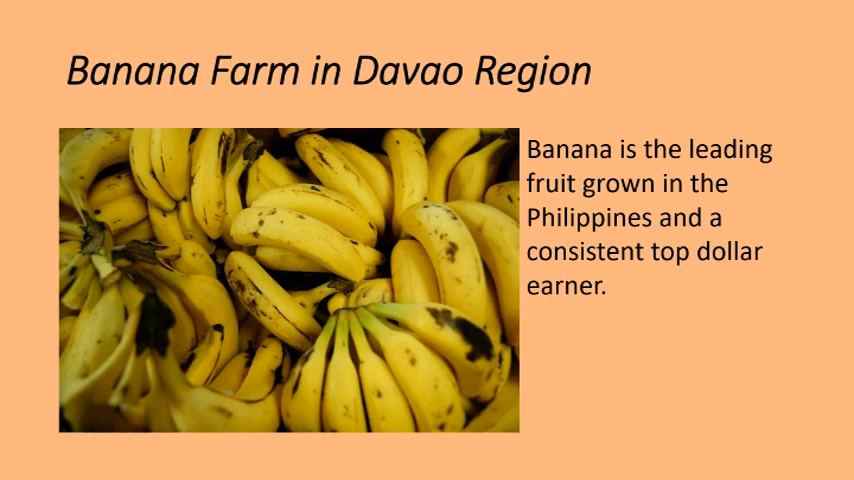 Banana Farm in Davao Region
Banana is the leading
fruit grown in the
Philippines and a
consistent top dollar
earner.